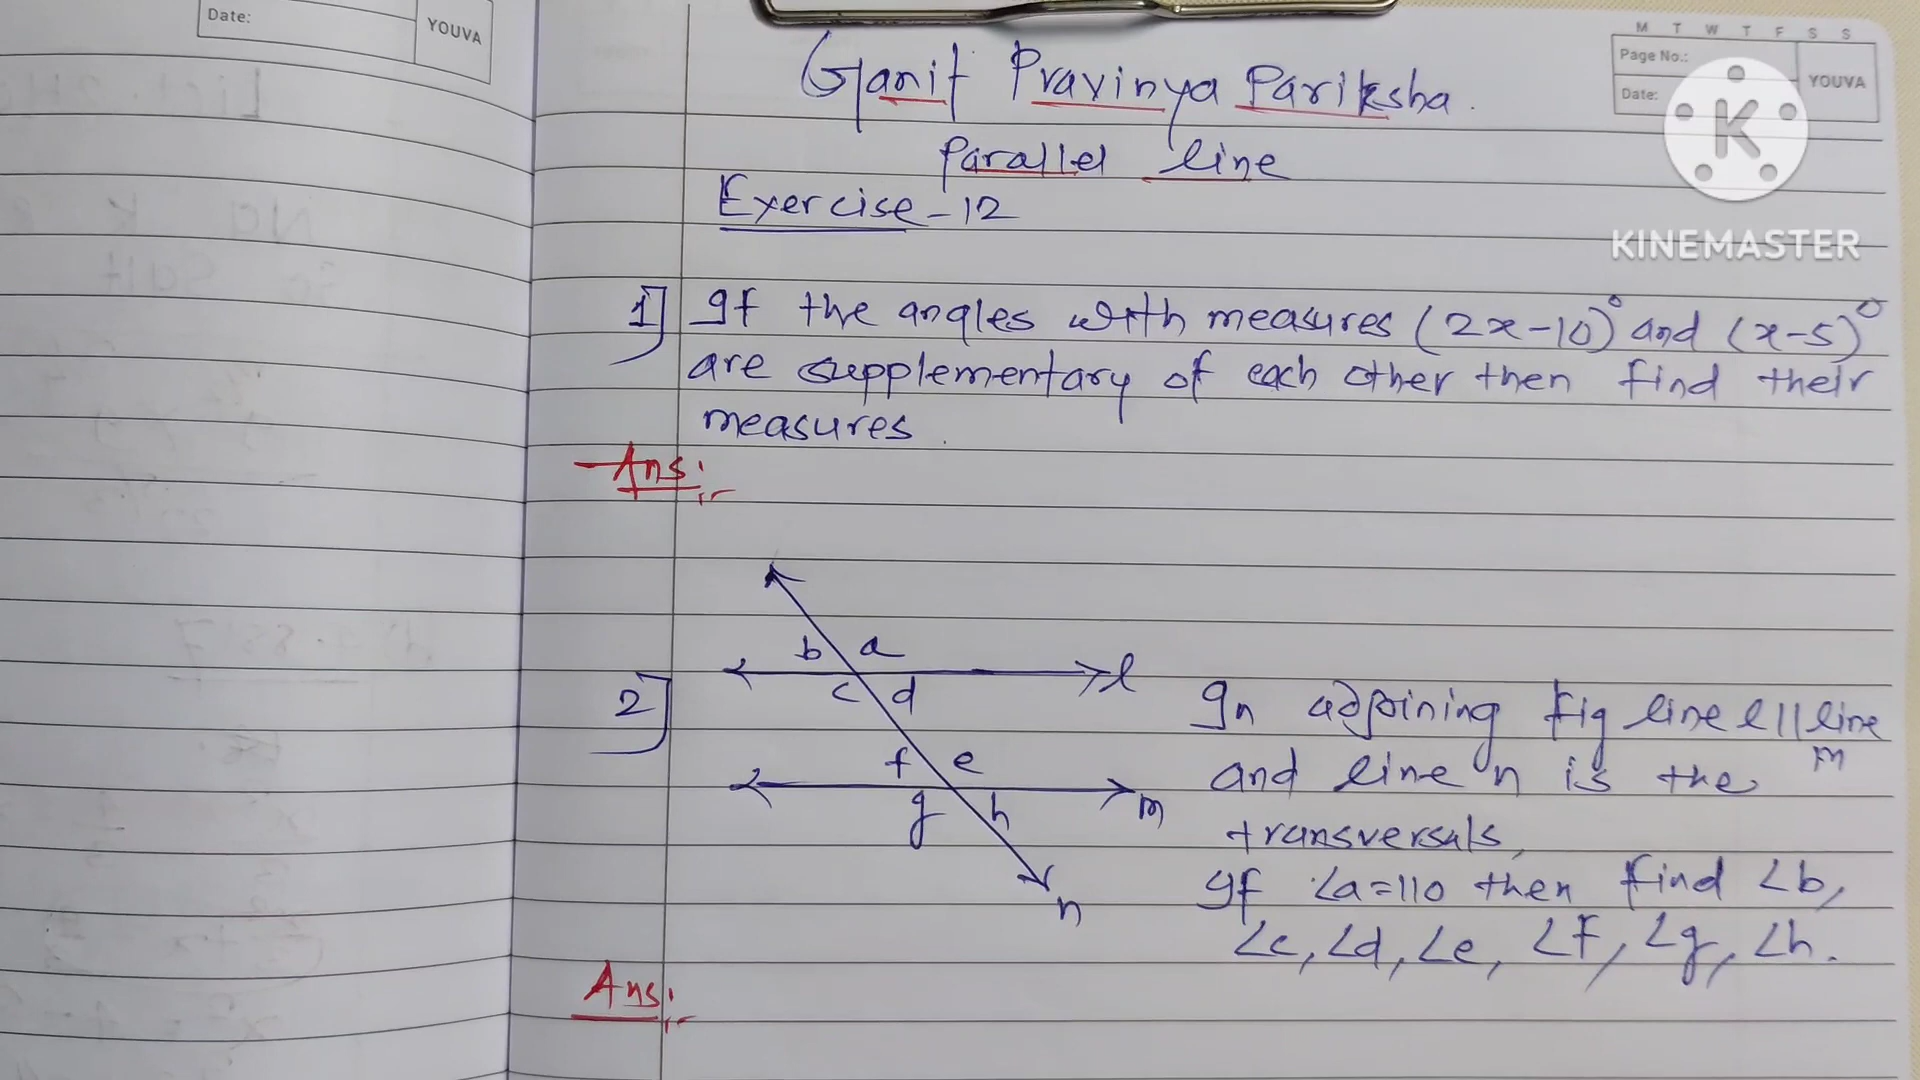 Date:
YOUVA
M T W T F S S
Page No.:
Date:
YOUVA
K
KINEMASTER
Ganit Pravinya Pariksha.
Parallel line
Exercise-12
1] If the angles with measures (2x-10)° and (x-5)°
are supplementary of each other then find their
measures.
Ans:-
b a
l
c d
2]
f e
g h
m
n
In adjoining fig line l || line
m
and line n is the
transversals,
If ∠a=110 then find ∠b,
∠c, ∠d, ∠e, ∠f, ∠g, ∠h.
Ans:-